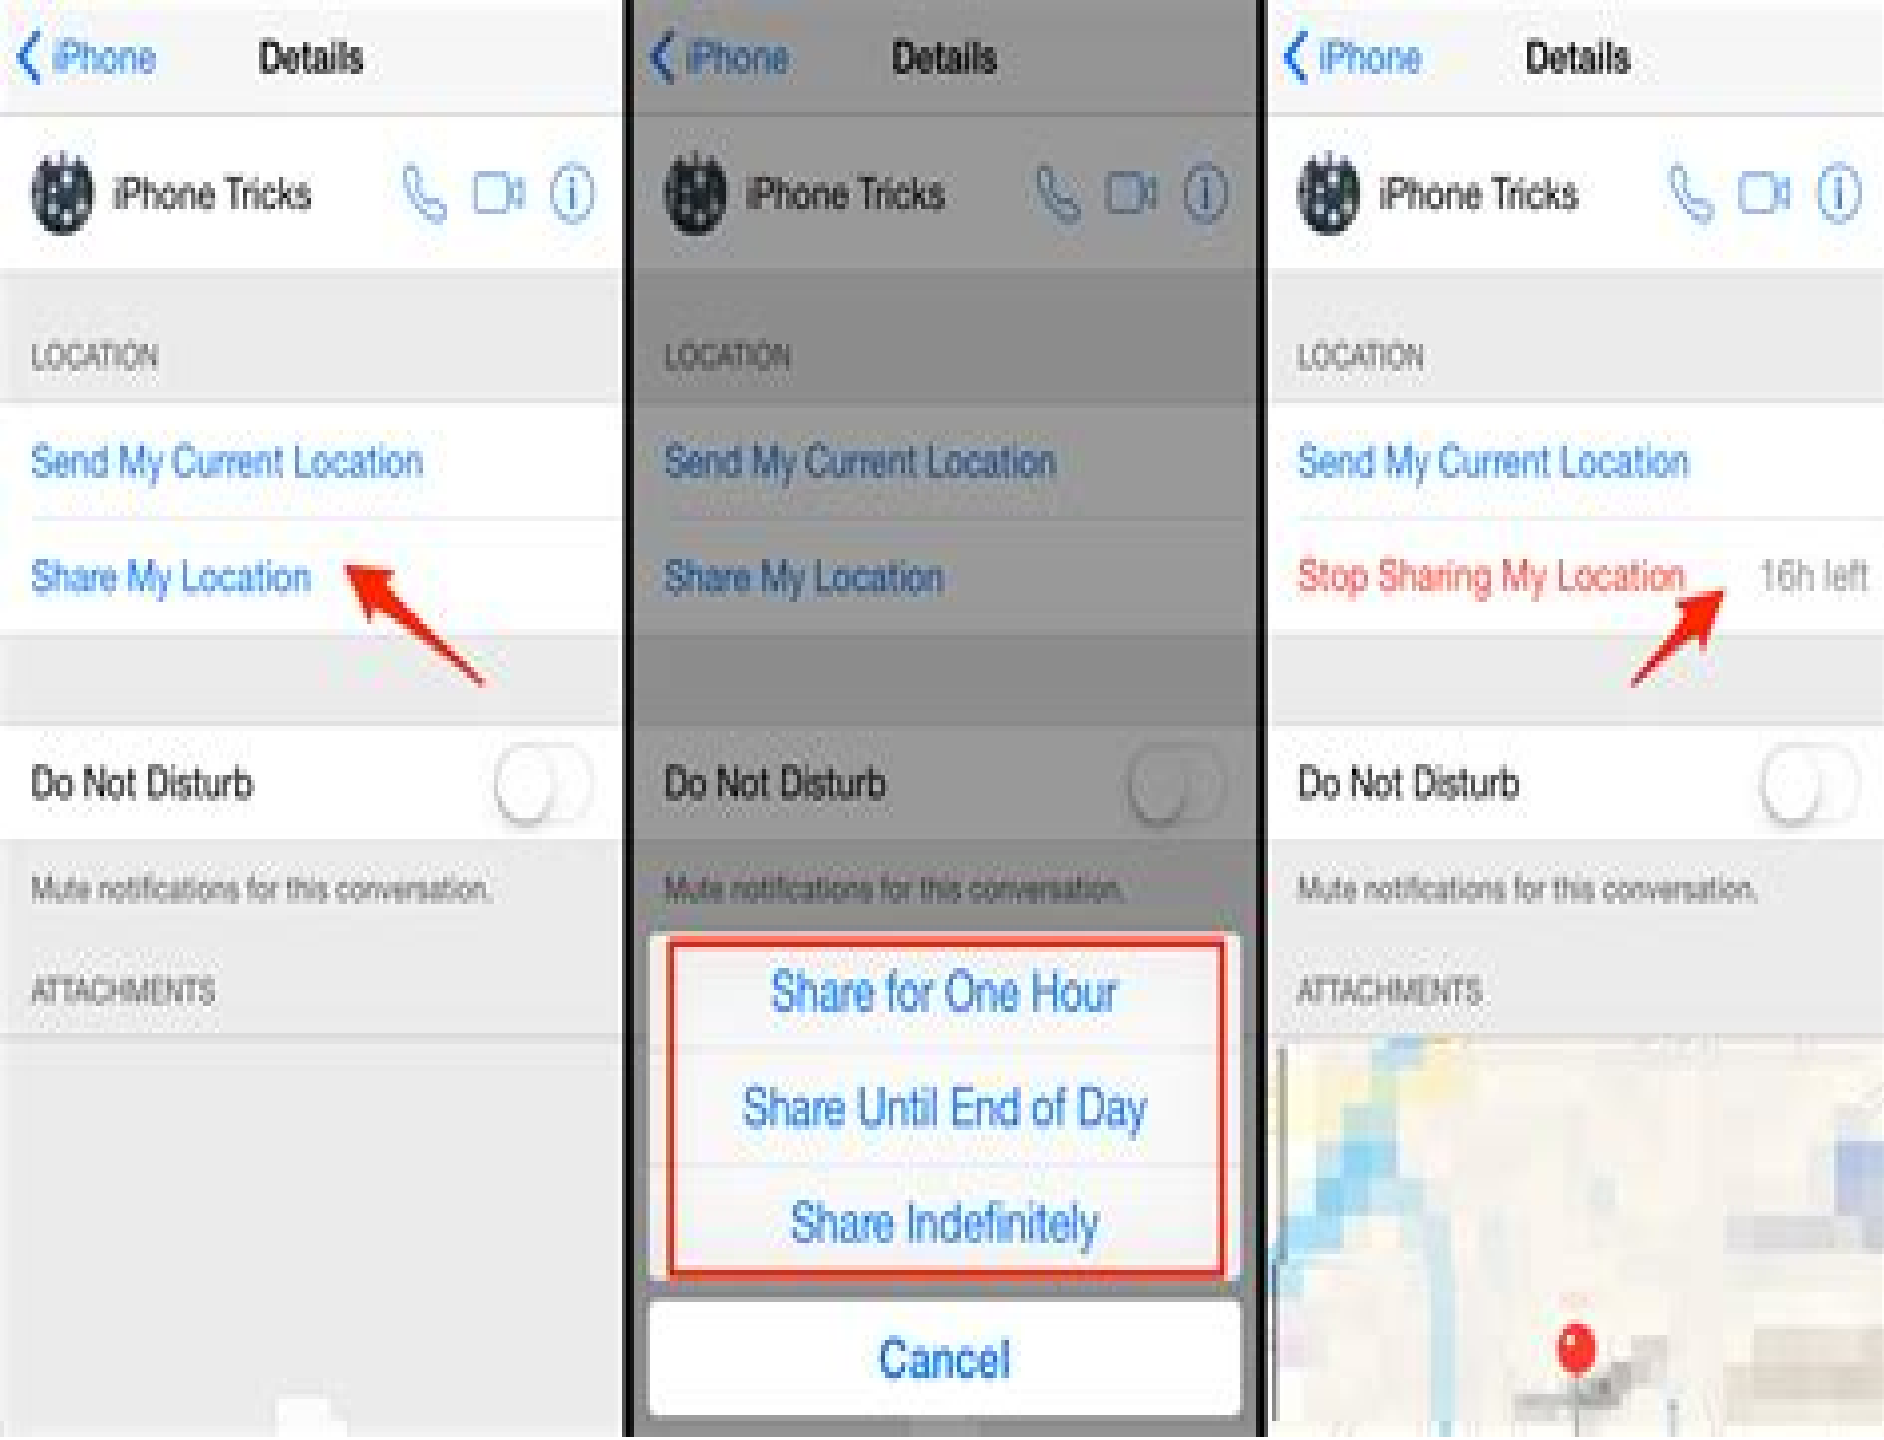 iPhone
Details
iPhone Tricks
LOCATION
Send My Current Location
Share My Location
Do Not Disturb
Mute notifications for this conversation.
ATTACHMENTS
iPhone
Details
iPhone Tricks
LOCATION
Send My Current Location
Share My Location
Do Not Disturb
Mute notifications for this conversation.
Share for One Hour
Share Until End of Day
Share Indefinitely
Cancel
iPhone
Details
iPhone Tricks
LOCATION
Send My Current Location
Stop Sharing My Location 16h left
Do Not Disturb
Mute notifications for this conversation.
ATTACHMENTS